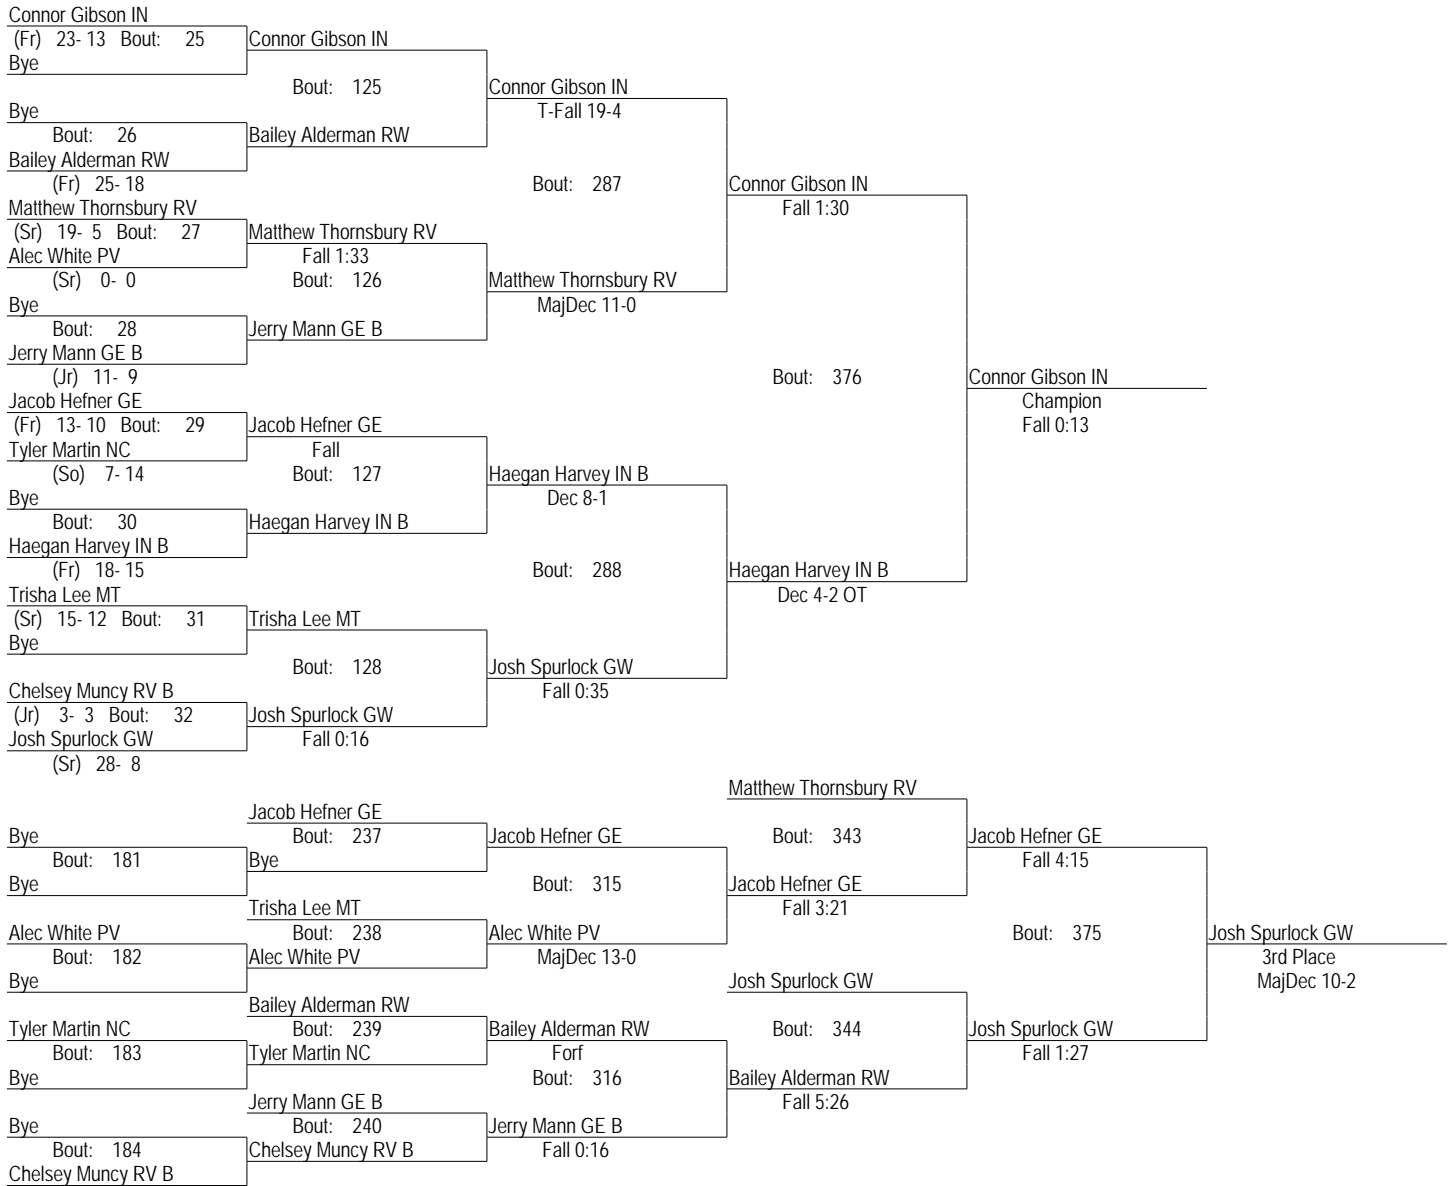 Connor Gibson IN
(Fr) 23- 13 Bout: 25 Connor Gibson IN
Bye
Bout: 125 Connor Gibson IN
Bye T-Fall 19-4
Bout: 26 Bailey Alderman RW
Bailey Alderman RW
(Fr) 25- 18 Bout: 287 Connor Gibson IN
Matthew Thornsbury RV Fall 1:30
(Sr) 19- 5 Bout: 27 Matthew Thornsbury RV
Alec White PV Fall 1:33
(Sr) 0- 0 Bout: 126 Matthew Thornsbury RV
Bye MajDec 11-0
Bout: 28 Jerry Mann GE B
Jerry Mann GE B
(Jr) 11- 9 Bout: 376 Connor Gibson IN
Jacob Hefner GE Champion
(Fr) 13- 10 Bout: 29 Jacob Hefner GE Fall 0:13
Tyler Martin NC Fall
(So) 7- 14 Bout: 127 Haegan Harvey IN B
Bye Dec 8-1
Bout: 30 Haegan Harvey IN B
Haegan Harvey IN B
(Fr) 18- 15 Bout: 288 Haegan Harvey IN B
Trisha Lee MT Dec 4-2 OT
(Sr) 15- 12 Bout: 31 Trisha Lee MT
Bye
Bout: 128 Josh Spurlock GW
Chelsey Muncy RV B Fall 0:35
(Jr) 3- 3 Bout: 32 Josh Spurlock GW
Josh Spurlock GW Fall 0:16
(Sr) 28- 8
Matthew Thornsbury RV
Jacob Hefner GE
Bye Bout: 237 Jacob Hefner GE Bout: 343 Jacob Hefner GE
Bout: 181 Bye Fall 4:15
Bye Bout: 315 Jacob Hefner GE
Trisha Lee MT Fall 3:21
Alec White PV Bout: 238 Alec White PV Bout: 375 Josh Spurlock GW
Bout: 182 Alec White PV MajDec 13-0 3rd Place
Bye Josh Spurlock GW MajDec 10-2
Bailey Alderman RW
Tyler Martin NC Bout: 239 Bailey Alderman RW Bout: 344 Josh Spurlock GW
Bout: 183 Tyler Martin NC Forf Fall 1:27
Bye Bout: 316 Bailey Alderman RW
Jerry Mann GE B Fall 5:26
Bye Bout: 240 Jerry Mann GE B
Bout: 184 Chelsey Muncy RV B Fall 0:16
Chelsey Muncy RV B